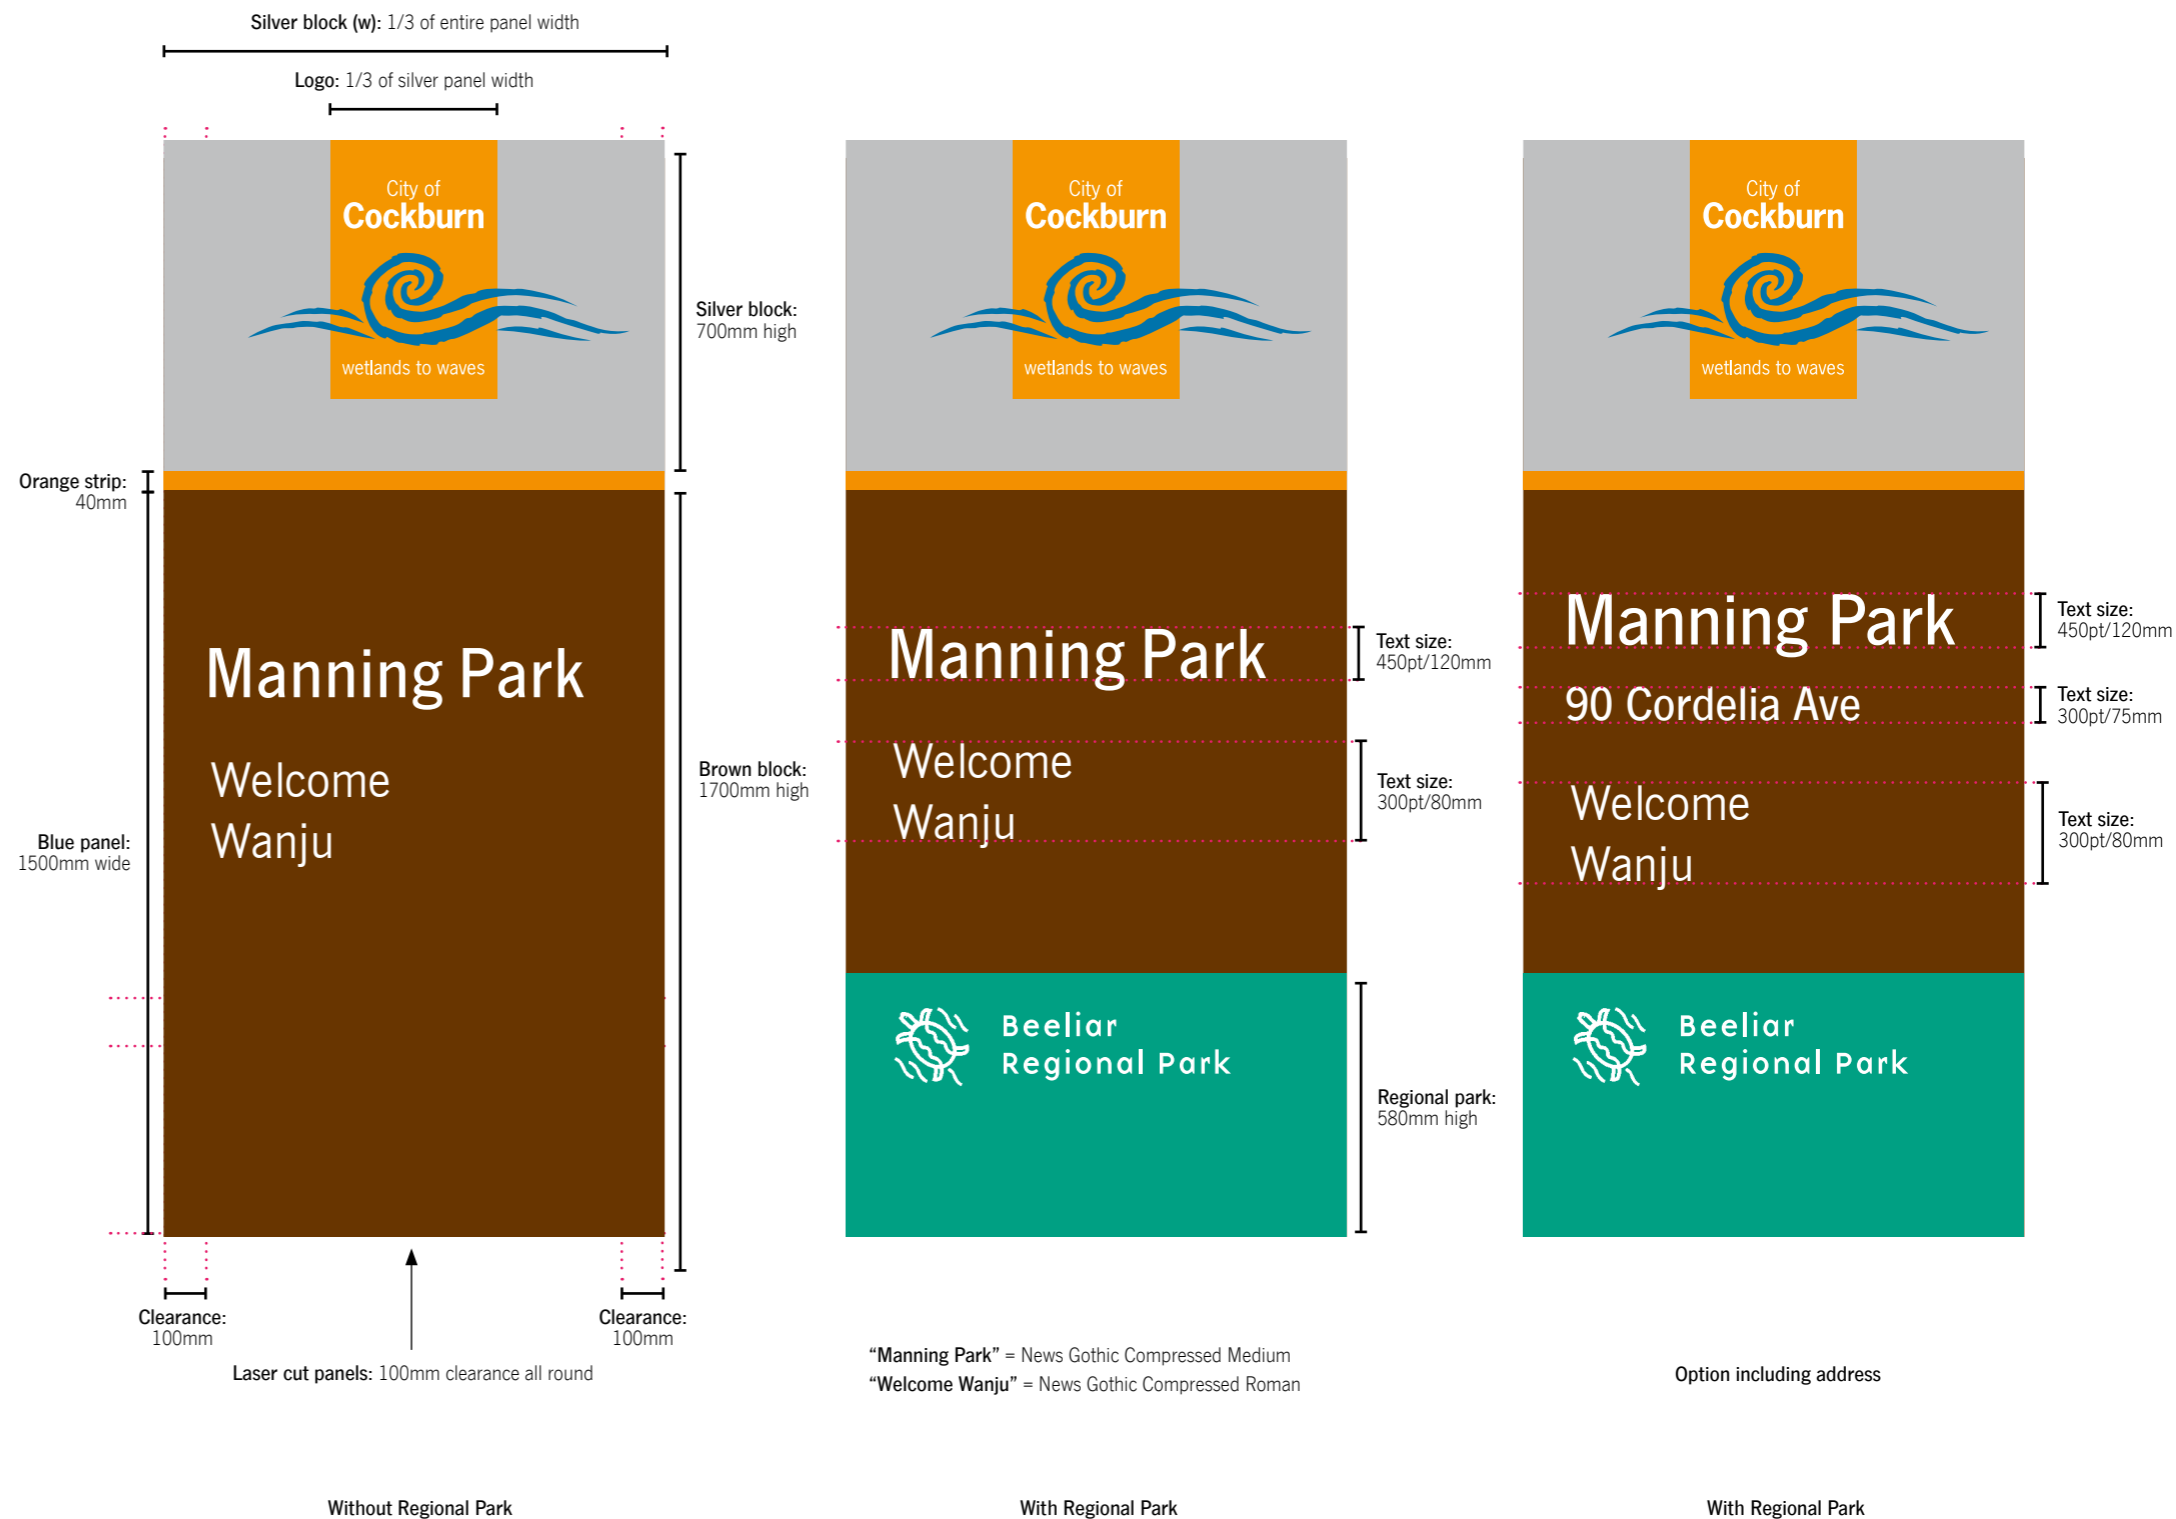 Silver block (w): 1/3 of entire panel width
Logo: 1/3 of silver panel width
City of
Cockburn
wetlands to waves
Silver block:
700mm high
Orange strip:
40mm
Manning Park
Welcome
Wanju
Brown block:
1700mm high
Blue panel:
1500mm wide
Clearance:
100mm
Clearance:
100mm
Laser cut panels: 100mm clearance all round
Without Regional Park
City of
Cockburn
wetlands to waves
Manning Park
Welcome
Wanju
Text size:
450pt/120mm
Text size:
300pt/80mm
Beeliar
Regional Park
Regional park:
580mm high
“Manning Park” = News Gothic Compressed Medium
“Welcome Wanju” = News Gothic Compressed Roman
With Regional Park
City of
Cockburn
wetlands to waves
Manning Park
90 Cordelia Ave
Welcome
Wanju
Text size:
450pt/120mm
Text size:
300pt/75mm
Text size:
300pt/80mm
Beeliar
Regional Park
Option including address
With Regional Park